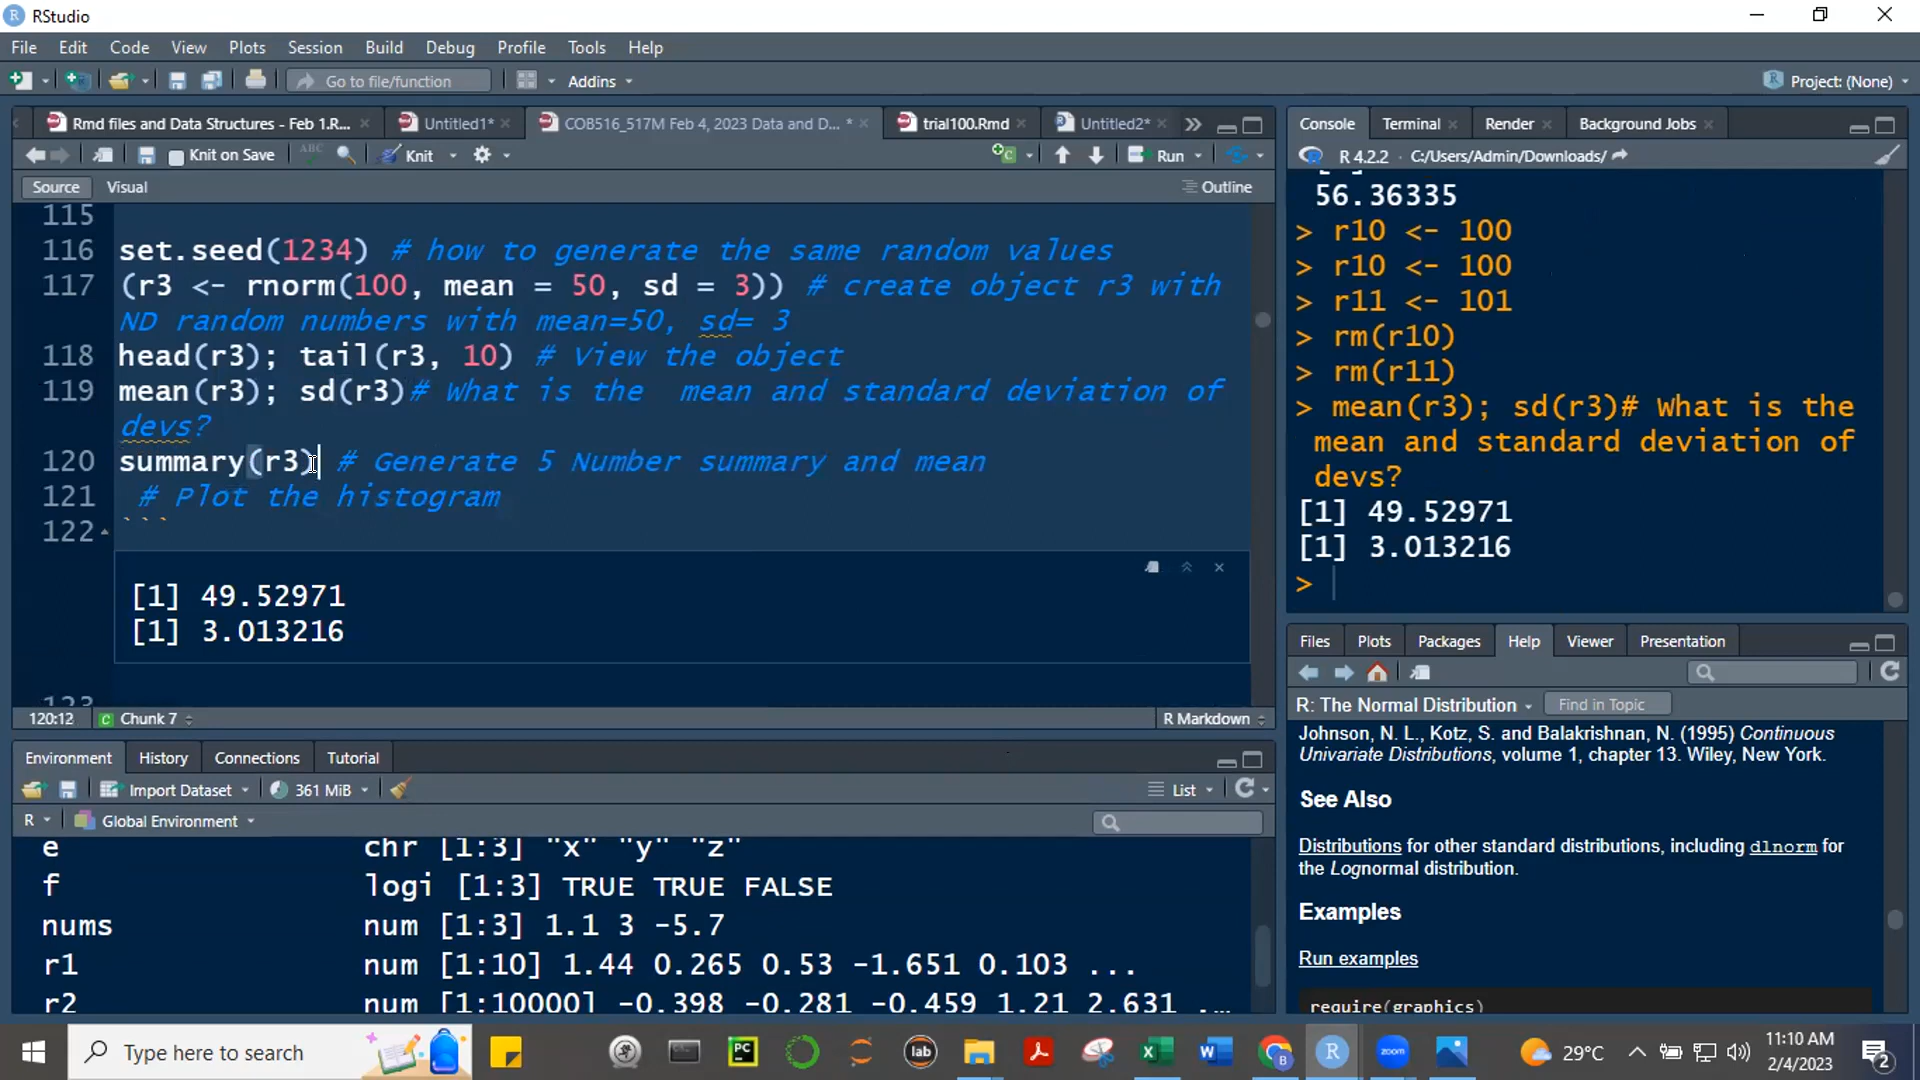 RStudio
File Edit Code View Plots Session Build Debug Profile Tools Help
Go to file/function Addins Project: (None)
Rmd files and Data Structures - Feb 1.R... Untitled1* COB516_517M Feb 4, 2023 Data and D... * trial100.Rmd Untitled2*
Knit on Save ABC Knit Run
Source Visual Outline
115
116 set.seed(1234) # how to generate the same random values
117 (r3 <- rnorm(100, mean = 50, sd = 3)) # create object r3 with
ND random numbers with mean=50, sd= 3
118 head(r3); tail(r3, 10) # View the object
119 mean(r3); sd(r3)# What is the  mean and standard deviation of
devs?
120 summary(r3) # Generate 5 Number summary and mean
121 # Plot the histogram
122 ```
[1] 49.52971
[1] 3.013216
123
120:12 Chunk 7 R Markdown
Environment History Connections Tutorial
Import Dataset 361 MiB List
R Global Environment
e chr [1:3] "x" "y" "z"
f logi [1:3] TRUE TRUE FALSE
nums num [1:3] 1.1 3 -5.7
r1 num [1:10] 1.44 0.265 0.53 -1.651 0.103 ...
r2 num [1:10000] -0.398 -0.281 -0.459 1.21 2.631 ...
Console Terminal Render Background Jobs
R 4.2.2 · C:/Users/Admin/Downloads/
56.36335
> r10 <- 100
> r10 <- 100
> r11 <- 101
> rm(r10)
> rm(r11)
> mean(r3); sd(r3)# What is the
mean and standard deviation of
devs?
[1] 49.52971
[1] 3.013216
>
Files Plots Packages Help Viewer Presentation
R: The Normal Distribution Find in Topic
Johnson, N. L., Kotz, S. and Balakrishnan, N. (1995) Continuous
Univariate Distributions, volume 1, chapter 13. Wiley, New York.
See Also
Distributions for other standard distributions, including dlnorm for
the Lognormal distribution.
Examples
Run examples
require(graphics)
Type here to search PC lab zoom 29°C 11:10 AM
2/4/2023 2